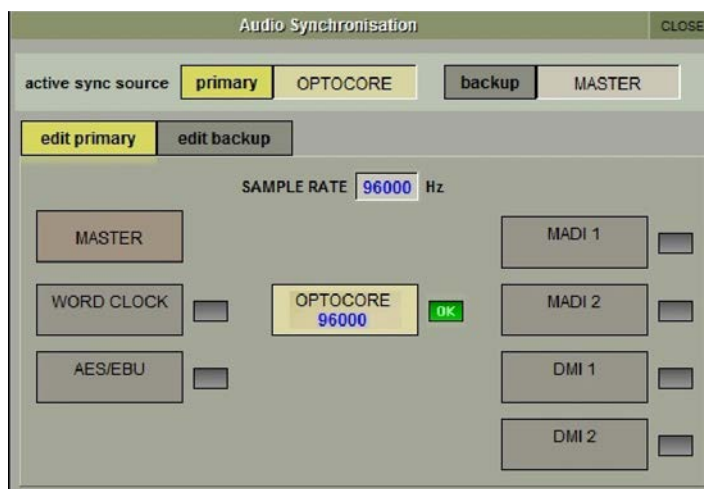 Audio Synchronisation
CLOSE
active sync source primary OPTOCORE backup MASTER
edit primary edit backup
SAMPLE RATE 96000 Hz
MASTER
MADI 1
WORD CLOCK
OPTOCORE
96000
OK
MADI 2
AES/EBU
DMI 1
DMI 2